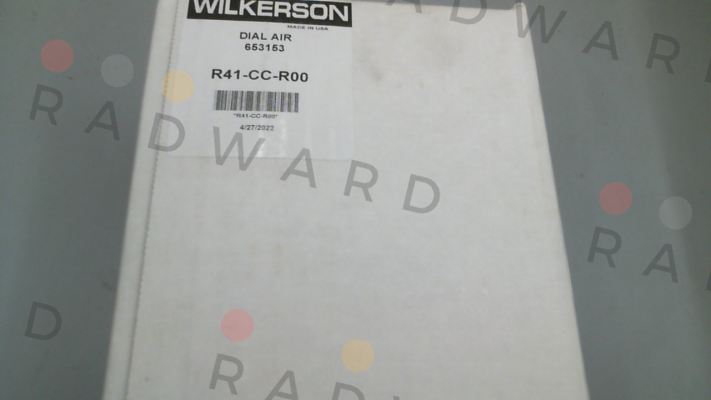 WILKERSON
MADE IN USA
DIAL AIR
653153
R41-CC-R00
"R41-CC-R00"
4/27/2022
RADWARD
RADWARD
RADWARD
RA
D